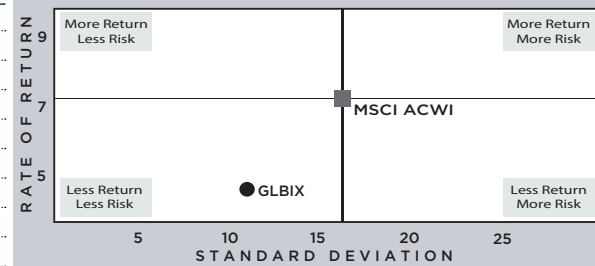 More Return
Less Risk
More Return
More Risk
9
7
5
RATE OF RETURN
MSCI ACWI
GLBIX
Less Return
Less Risk
Less Return
More Risk
5 10 15 20 25
STANDARD DEVIATION